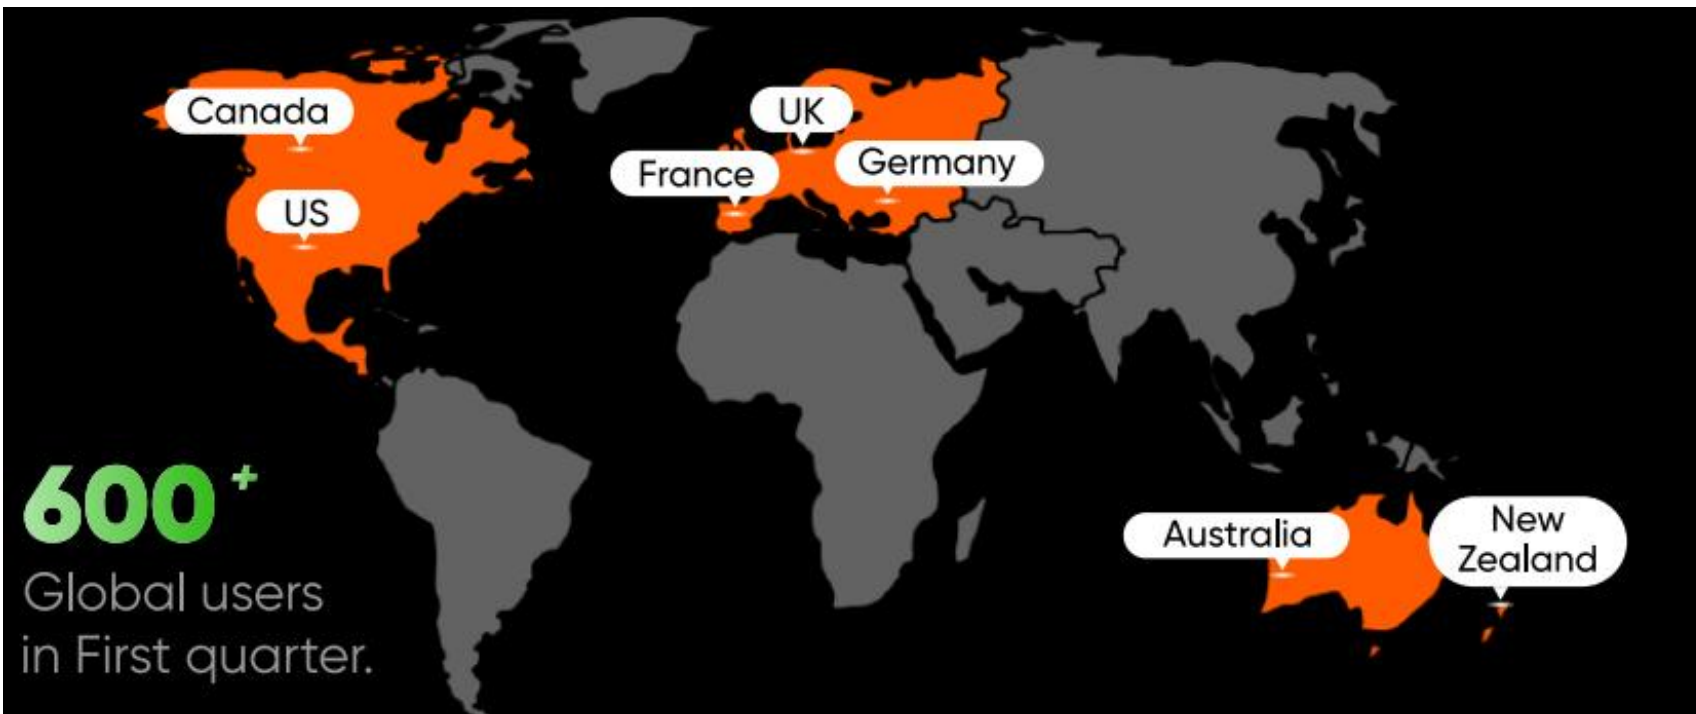 Canada
US
UK
France
Germany
Australia
New
Zealand
600+
Global users
in First quarter.